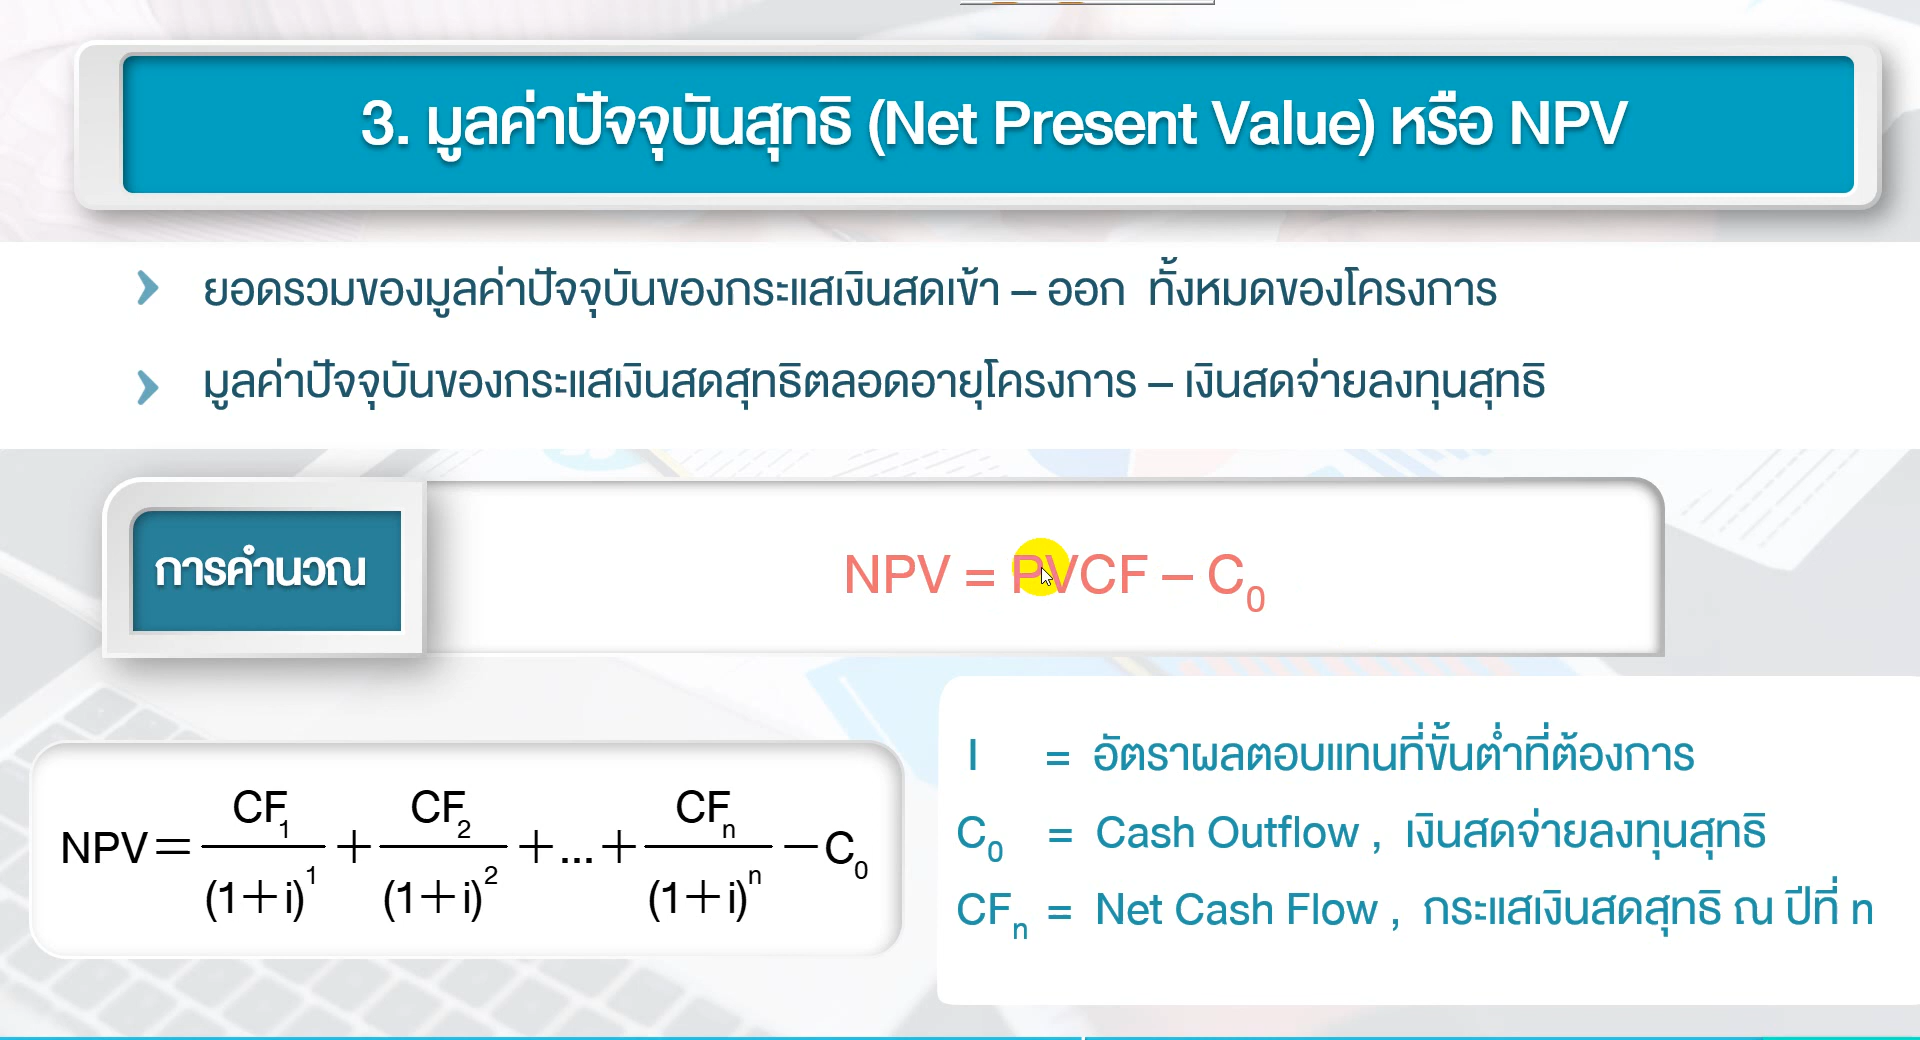 3. มูลค่าปัจจุบันสุทธิ (Net Present Value) หรือ NPV
ยอดรวมของมูลค่าปัจจุบันของกระแสเงินสดเข้า – ออก ทั้งหมดของโครงการ
มูลค่าปัจจุบันของกระแสเงินสดสุทธิตลอดอายุโครงการ – เงินสดจ่ายลงทุนสุทธิ
การคำนวณ
NPV = PVCF – C₀
NPV = CF₁/(1+i)¹ + CF₂/(1+i)² + ... + CFₙ/(1+i)ⁿ − C₀
I = อัตราผลตอบแทนที่ขั้นต่ำที่ต้องการ
C₀ = Cash Outflow , เงินสดจ่ายลงทุนสุทธิ
CFₙ = Net Cash Flow , กระแสเงินสดสุทธิ ณ ปีที่ n